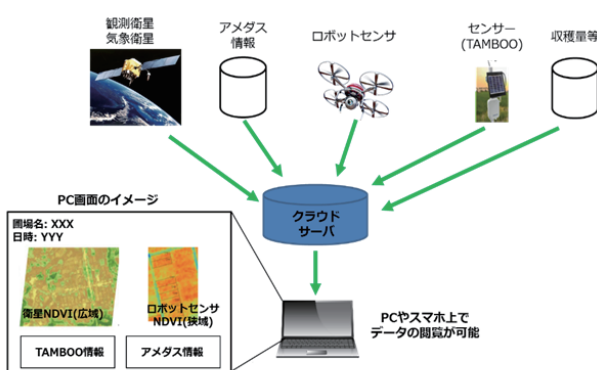 観測衛星
気象衛星
アメダス
情報
ロボットセンサ
センサー
(TAMBOO)
収穫量等
クラウド
サーバ
PC画面のイメージ
圃場名: XXX
日時: YYY
衛星NDVI(広域)
ロボットセンサ
NDVI(狭域)
TAMBOO情報
アメダス情報
PCやスマホ上で
データの閲覧が可能